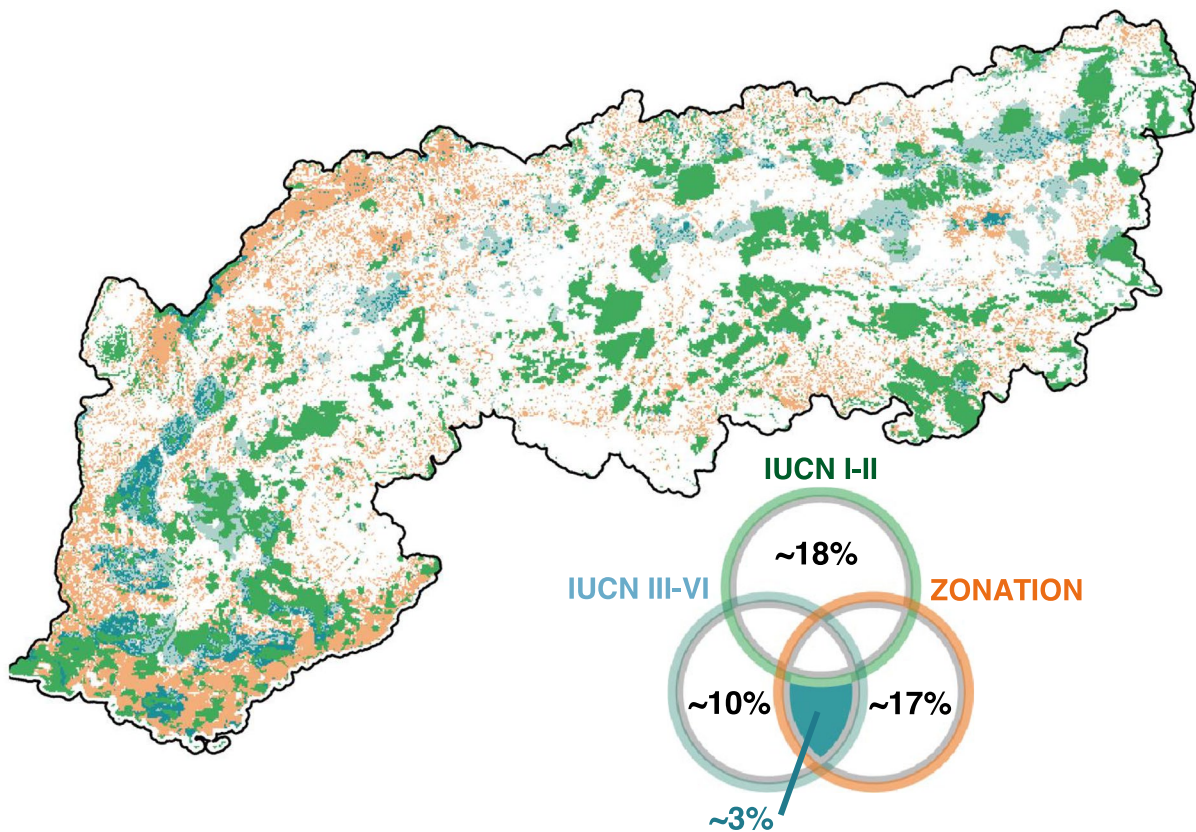 IUCN I-II
~18%
IUCN III-VI
ZONATION
~10%
~17%
~3%